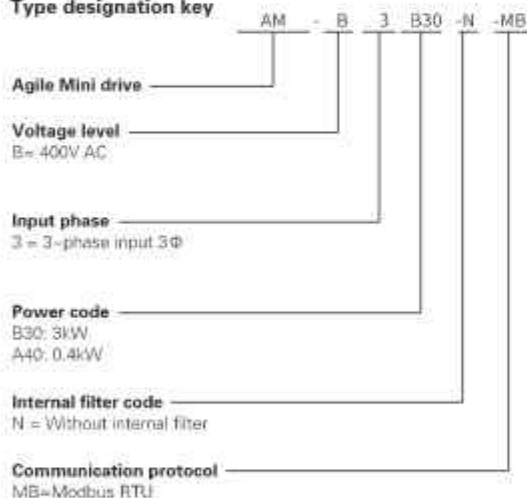 Type designation key
AM - B 3 B30 -N -MB
Agile Mini drive
Voltage level
B= 400V AC
Input phase
3 = 3-phase input 3Φ
Power code
B30: 3kW
A40: 0.4kW
Internal filter code
N = Without internal filter
Communication protocol
MB=Modbus RTU